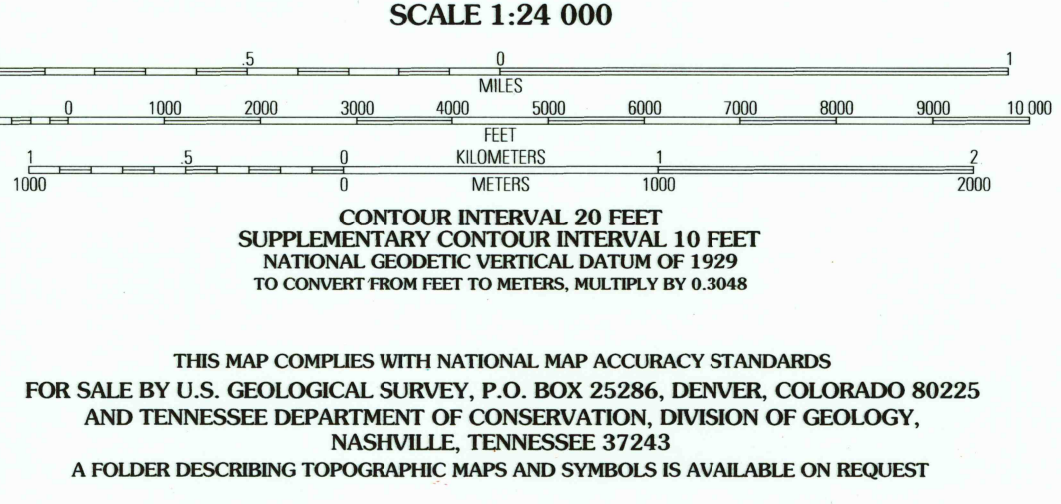 SCALE 1:24 000
.5 0 1
MILES
0 1000 2000 3000 4000 5000 6000 7000 8000 9000 10 000
FEET
1 .5 0 KILOMETERS 1 2
1000 0 METERS 1000 2000
CONTOUR INTERVAL 20 FEET
SUPPLEMENTARY CONTOUR INTERVAL 10 FEET
NATIONAL GEODETIC VERTICAL DATUM OF 1929
TO CONVERT FROM FEET TO METERS, MULTIPLY BY 0.3048
THIS MAP COMPLIES WITH NATIONAL MAP ACCURACY STANDARDS
FOR SALE BY U.S. GEOLOGICAL SURVEY, P.O. BOX 25286, DENVER, COLORADO 80225
AND TENNESSEE DEPARTMENT OF CONSERVATION, DIVISION OF GEOLOGY,
NASHVILLE, TENNESSEE 37243
A FOLDER DESCRIBING TOPOGRAPHIC MAPS AND SYMBOLS IS AVAILABLE ON REQUEST